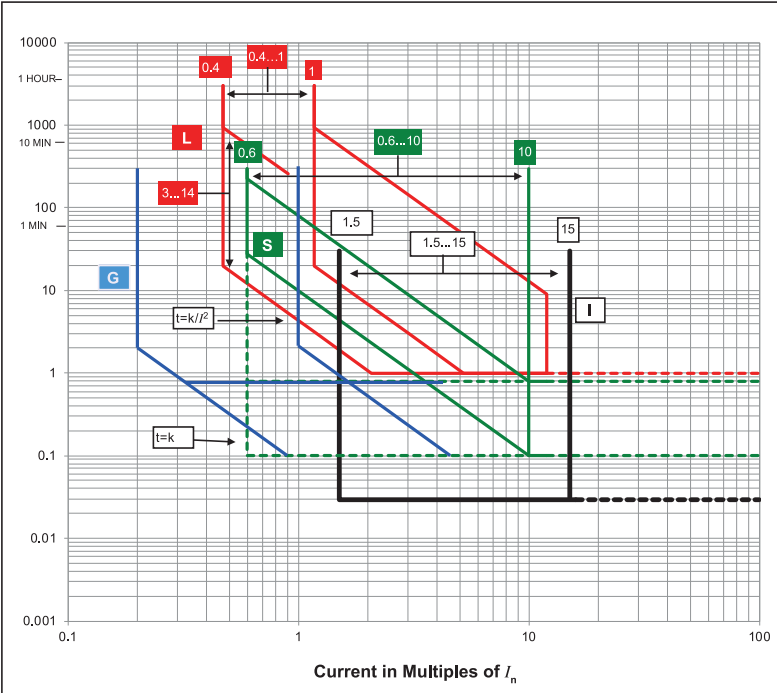 10000
1 HOUR
1000
10 MIN
100
1 MIN
10
1
0.1
0.01
0.001
0.4
0.4...1
1
L
0.6
0.6...10
10
3...14
S
1.5
1.5...15
15
G
I
t=k/I²
t=k
0.1
1
10
100
Current in Multiples of Iₙ